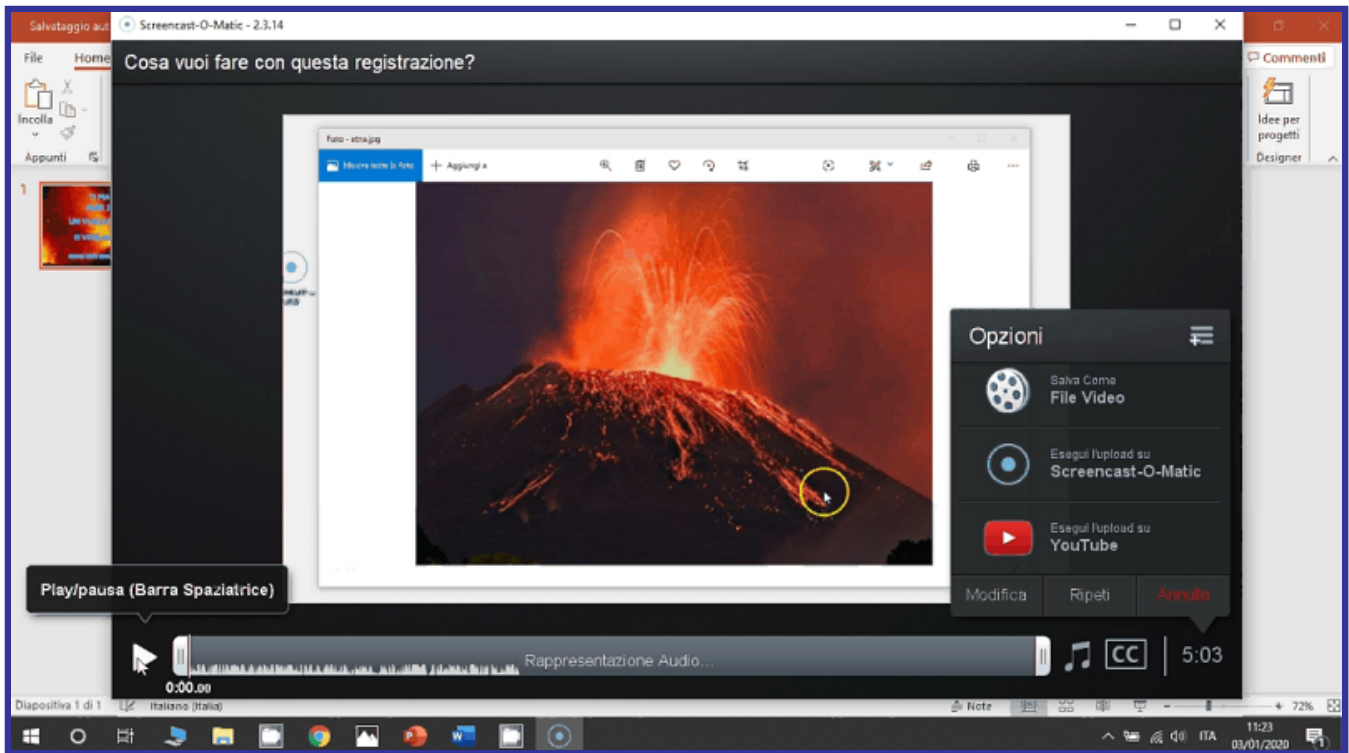 Salvataggio aut
Screencast-O-Matic - 2.3.14
File Home
Commenti
Cosa vuoi fare con questa registrazione?
Incolla
Appunti
Idee per
progetti
Designer
1
Foto - etna.jpg
Mostra tutte le foto
Aggiungi a
Opzioni
Salva Come
File Video
Esegui l'upload su
Screencast-O-Matic
Esegui l'upload su
YouTube
Modifica Ripeti Annulla
Play/pausa (Barra Spaziatrice)
Rappresentazione Audio...
CC
5:03
0:00.00
Diapositiva 1 di 1 Italiano (Italia) Note 72%
ITA
11:23
03/01/2020
1